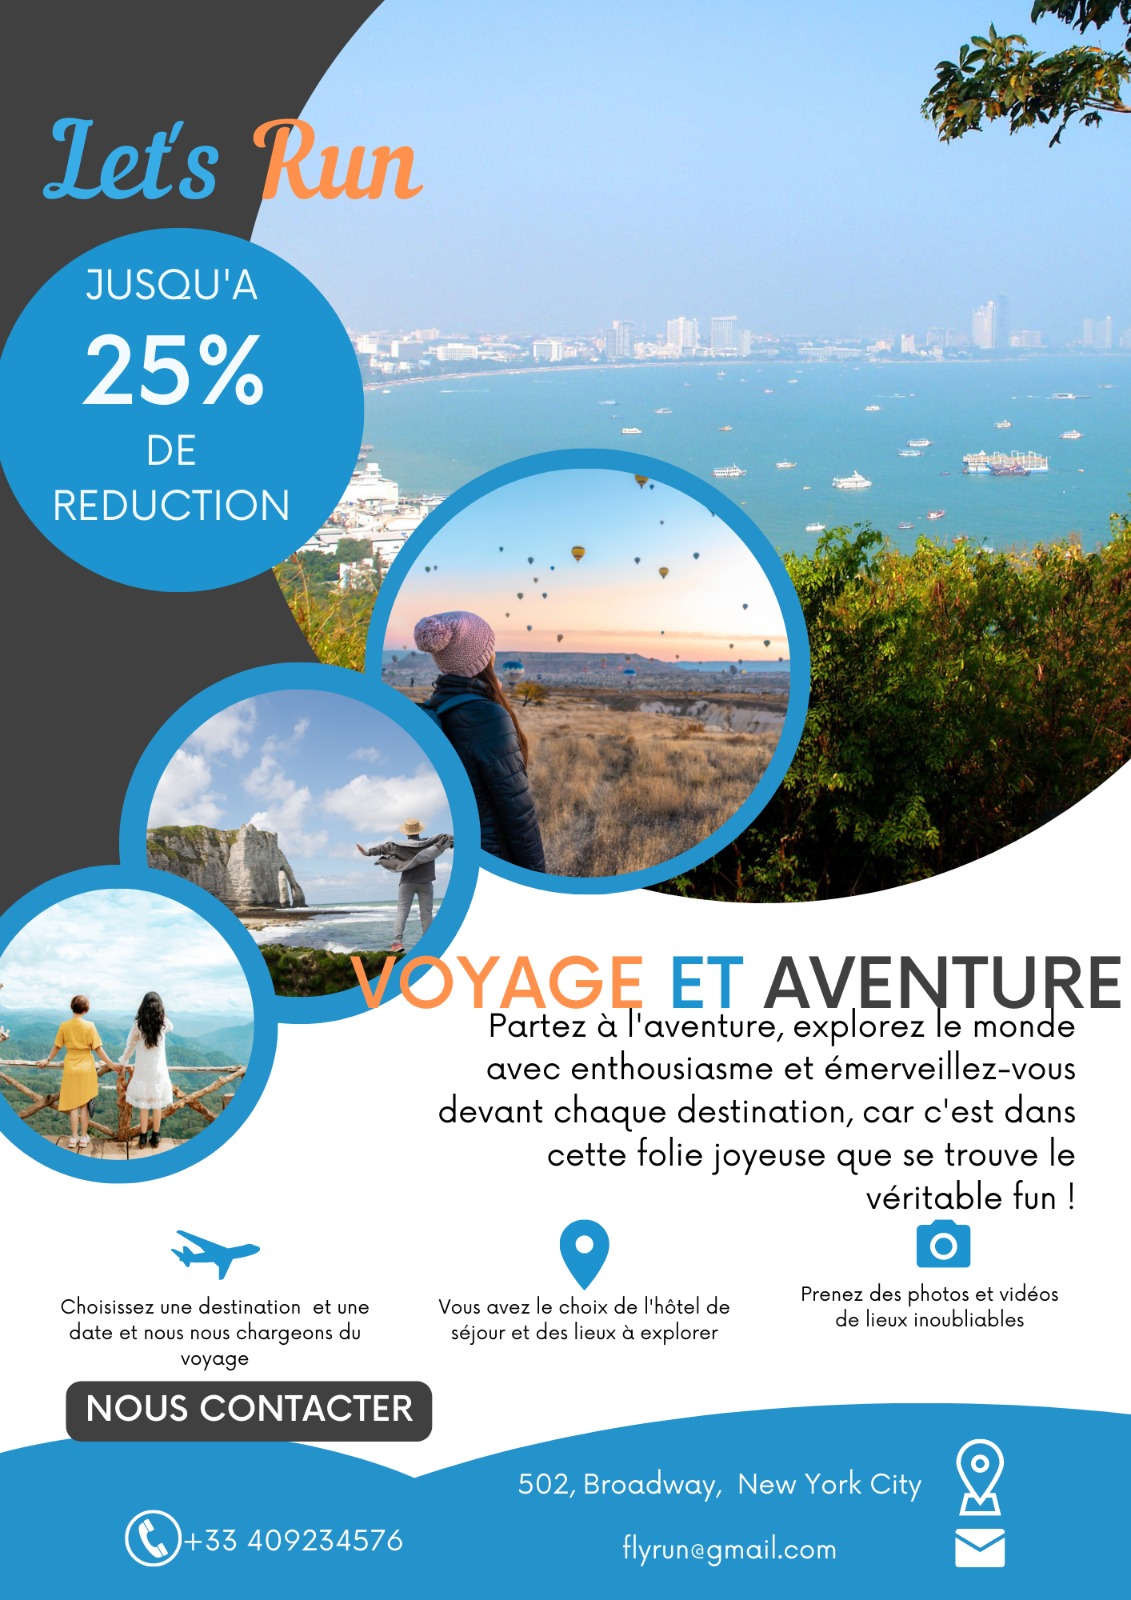 Let's Run
JUSQU'A
25%
DE
REDUCTION
VOYAGE ET AVENTURE
Partez à l'aventure, explorez le monde
avec enthousiasme et émerveillez-vous
devant chaque destination, car c'est dans
cette folie joyeuse que se trouve le
véritable fun !
Choisissez une destination et une
date et nous nous chargeons du
voyage
Vous avez le choix de l'hôtel de
séjour et des lieux à explorer
Prenez des photos et vidéos
de lieux inoubliables
NOUS CONTACTER
+33 409234576
502, Broadway, New York City
flyrun@gmail.com